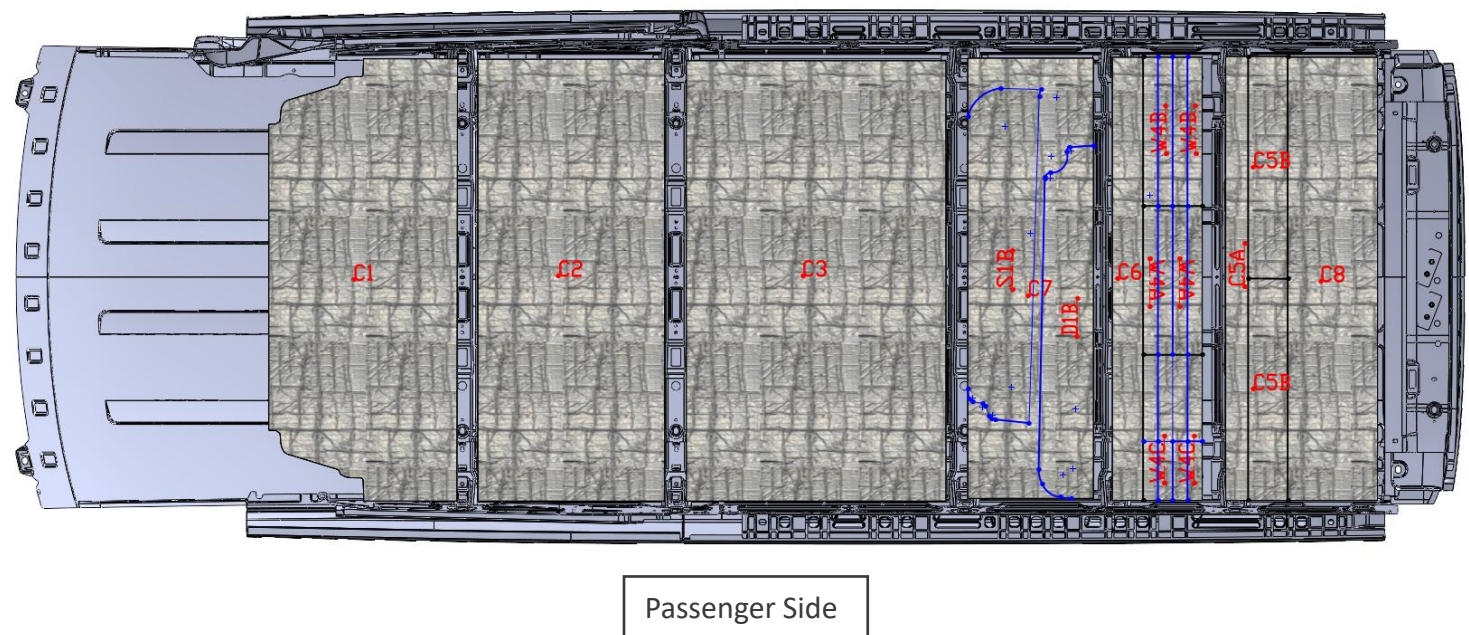 C1
C2
C3
S1B
C7
D1B
C6
W4B
W4B
W4A
W4A
W4C
W4C
C5A
C5B
C5B
C8
Passenger Side